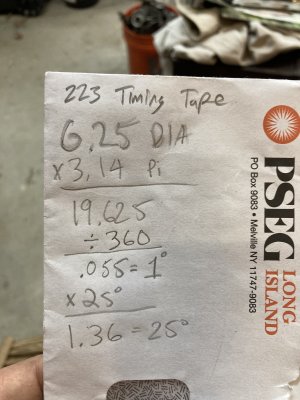 223 Timing Tape
6.25 DIA
x3.14 Pi
19.625
÷360
.055=1°
x25°
1.36=25°
PSEG LONG ISLAND
PO Box 9083 • Melville NY 11747-9083